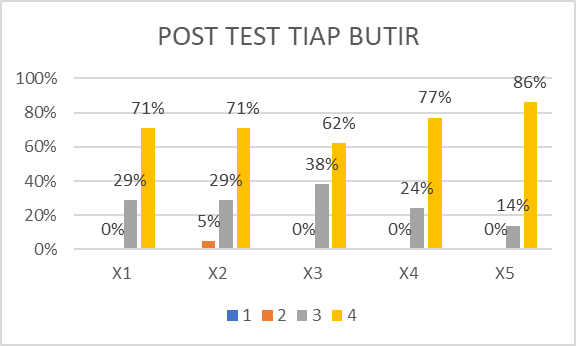 POST TEST TIAP BUTIR
100%
80%
60%
40%
20%
0%
0% 29% 71%
5% 29% 71%
0% 38% 62%
0% 24% 77%
0% 14% 86%
X1 X2 X3 X4 X5
1 2 3 4